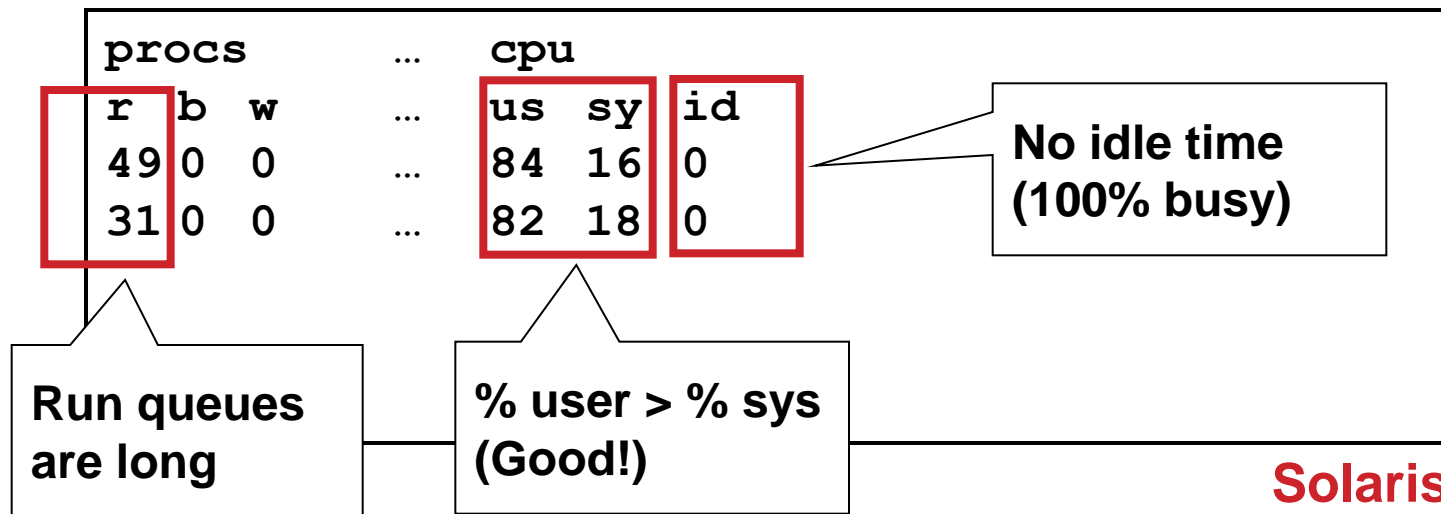 procs … cpu
r b w … us sy id
49 0 0 … 84 16 0
31 0 0 … 82 18 0
No idle time
(100% busy)
Run queues
are long
% user > % sys
(Good!)
Solaris